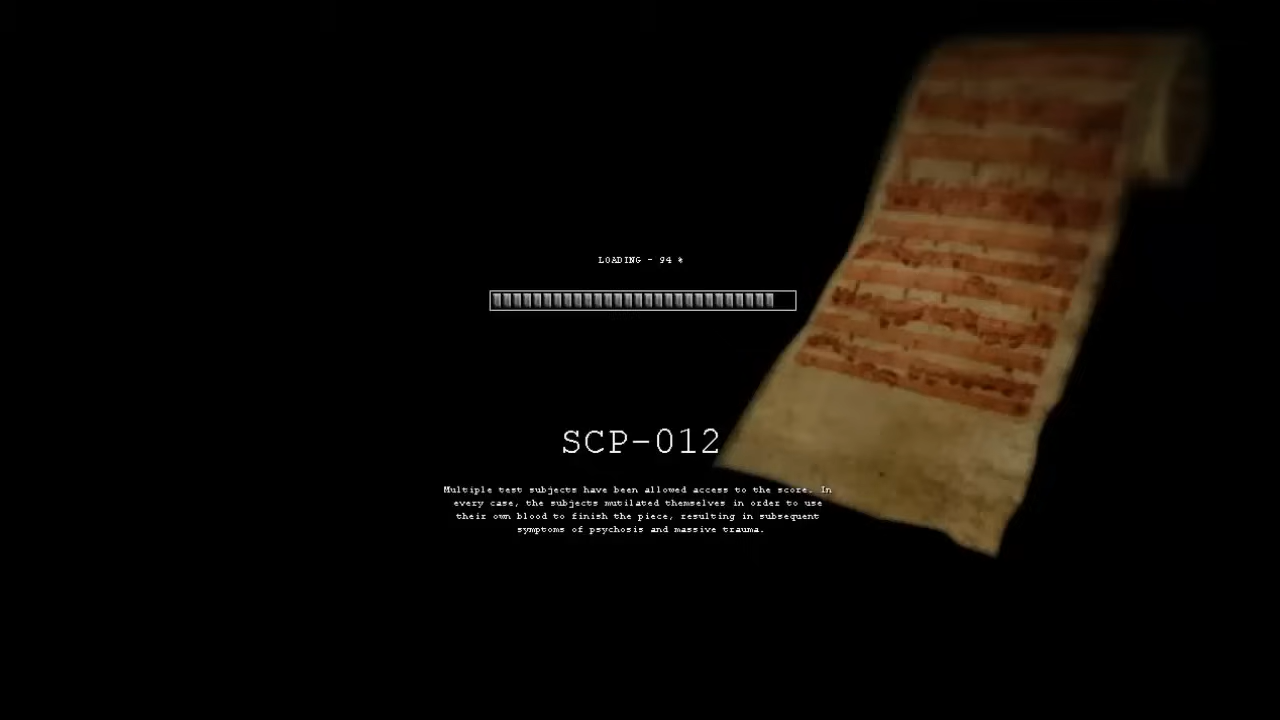 LOADING - 94 %
SCP-012
Multiple test subjects have been allowed access to the score. In
every case, the subjects mutilated themselves in order to use
their own blood to finish the piece, resulting in subsequent
symptoms of psychosis and massive trauma.